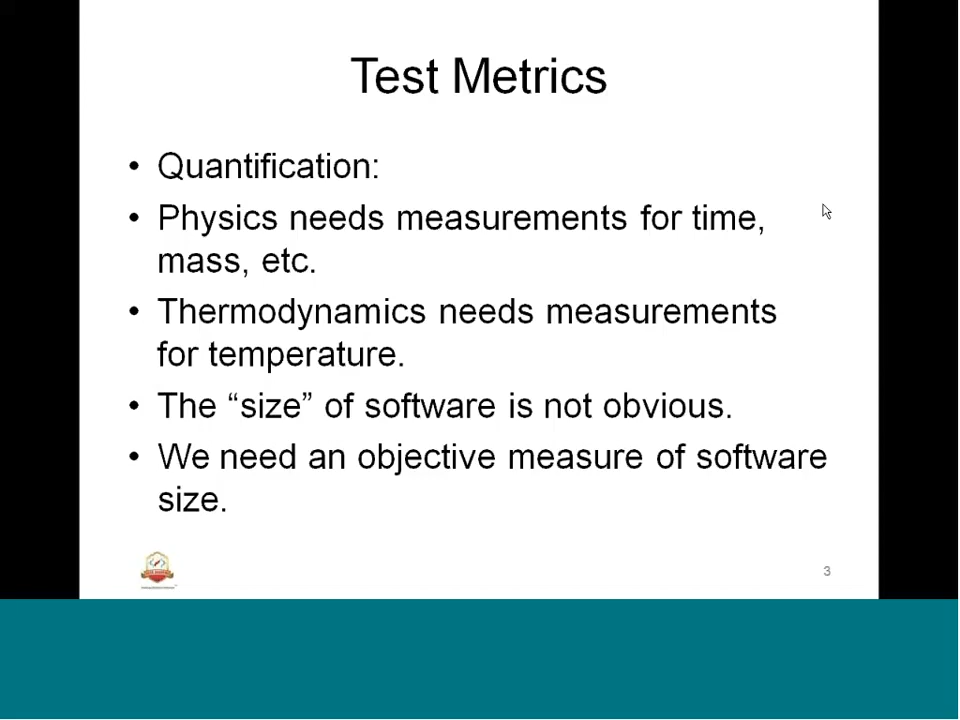 Test Metrics
• Quantification:
• Physics needs measurements for time,
mass, etc.
• Thermodynamics needs measurements
for temperature.
• The “size” of software is not obvious.
• We need an objective measure of software
size.
3